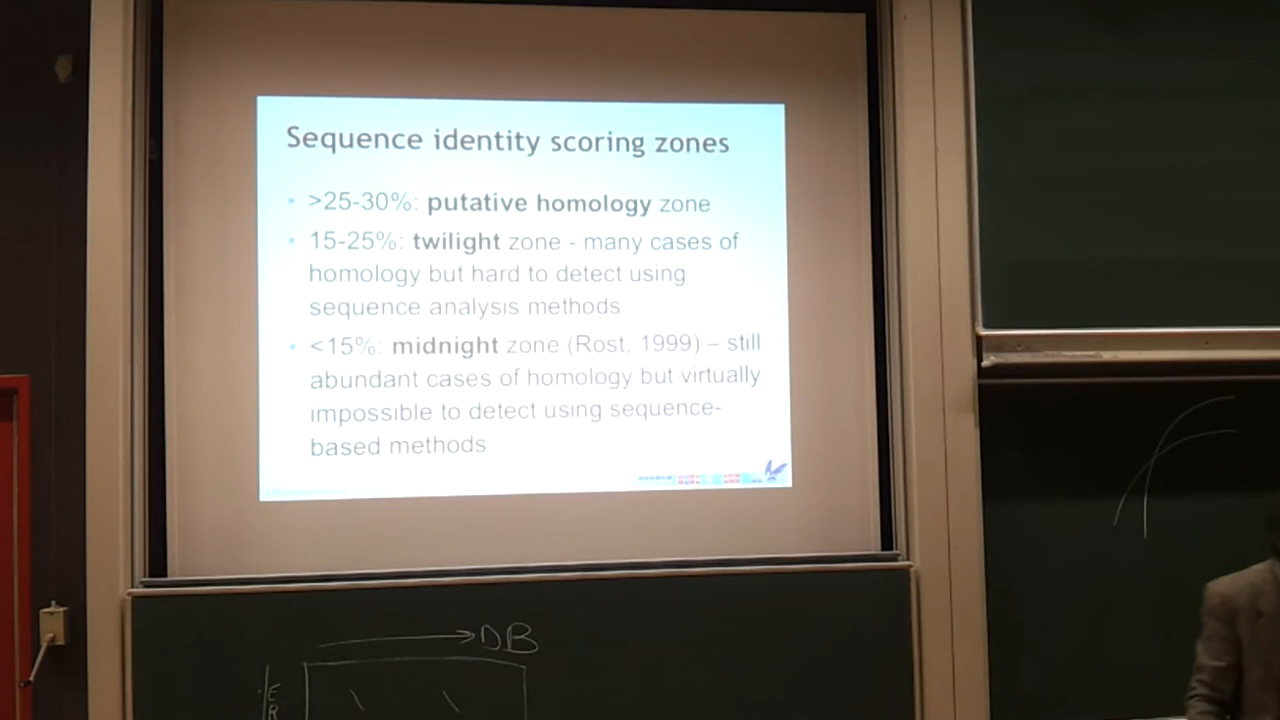 Sequence identity scoring zones
• >25-30%: putative homology zone
• 15-25%: twilight zone - many cases of
homology but hard to detect using
sequence analysis methods
• <15%: midnight zone (Rost, 1999) – still
abundant cases of homology but virtually
impossible to detect using sequence-
based methods
DB